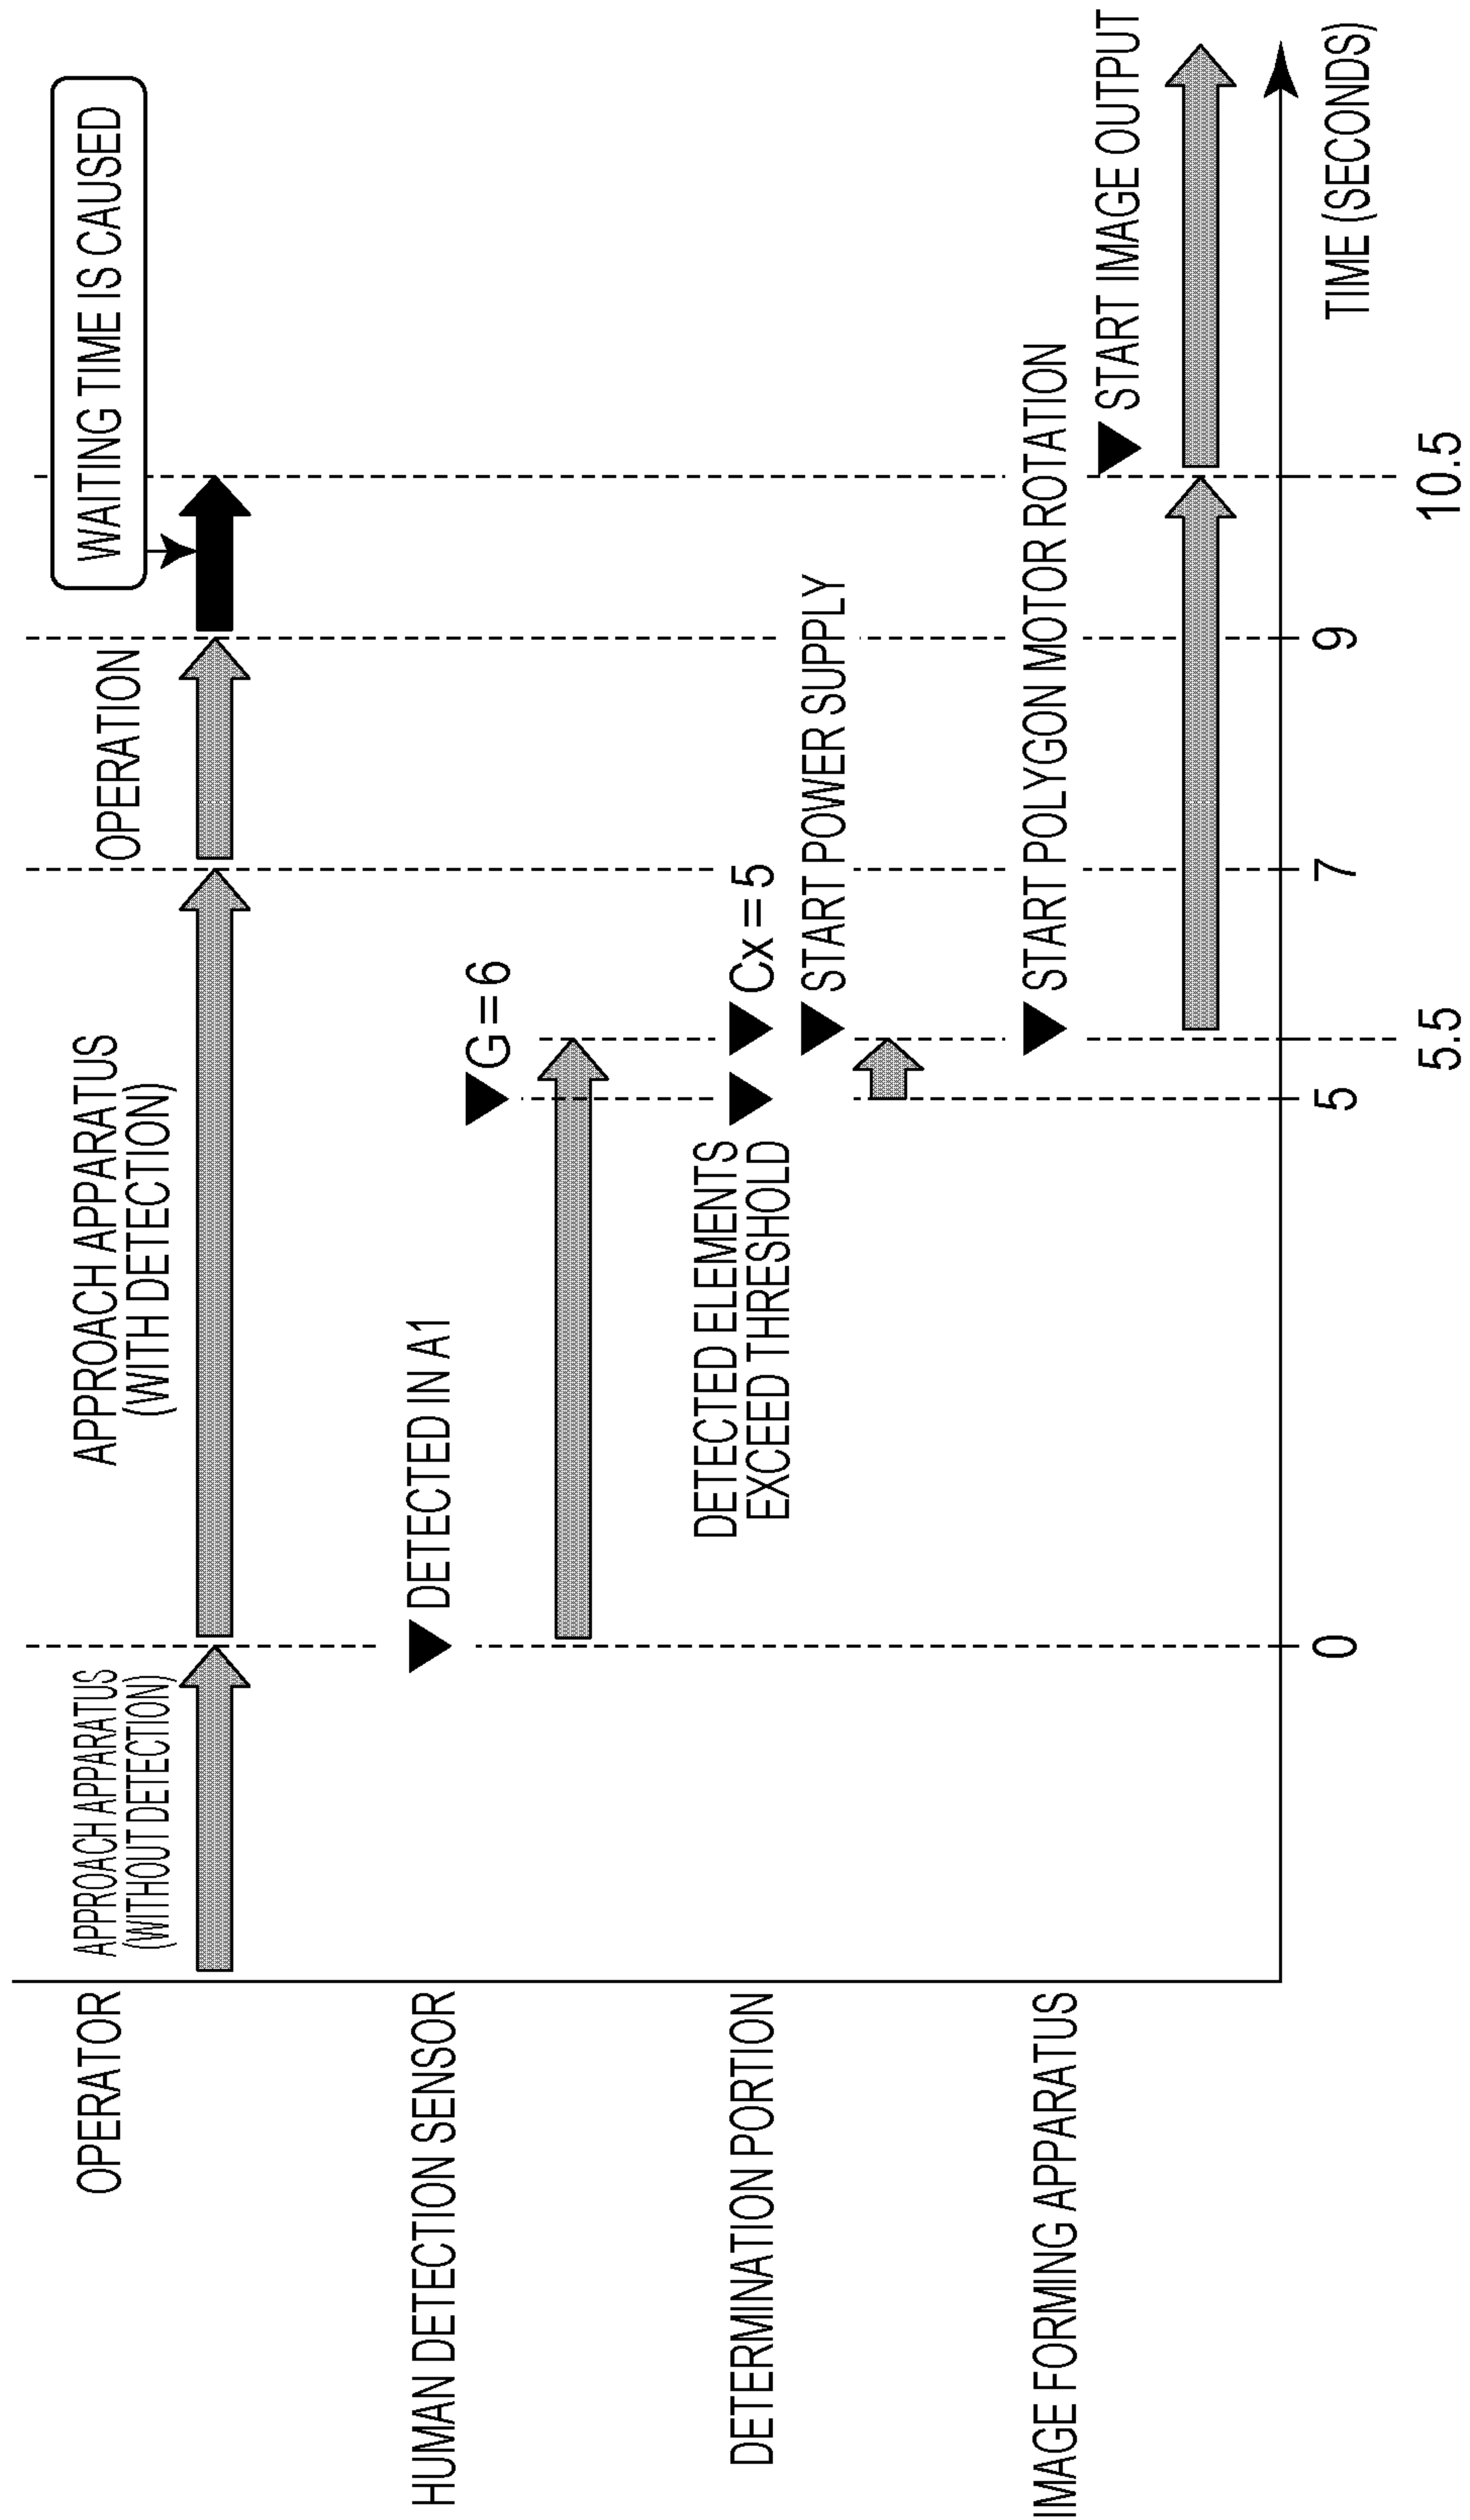 OPERATOR
APPROACH APPARATUS
(WITHOUT DETECTION)
APPROACH APPARATUS
(WITH DETECTION)
OPERATION
WAITING TIME IS CAUSED
HUMAN DETECTION SENSOR
DETECTED IN A1
G = 6
DETERMINATION PORTION
DETECTED ELEMENTS
EXCEED THRESHOLD
Cx = 5
START POWER SUPPLY
IMAGE FORMING APPARATUS
START POLYGON MOTOR ROTATION
START IMAGE OUTPUT
0
5
5.5
7
9
10.5
TIME (SECONDS)